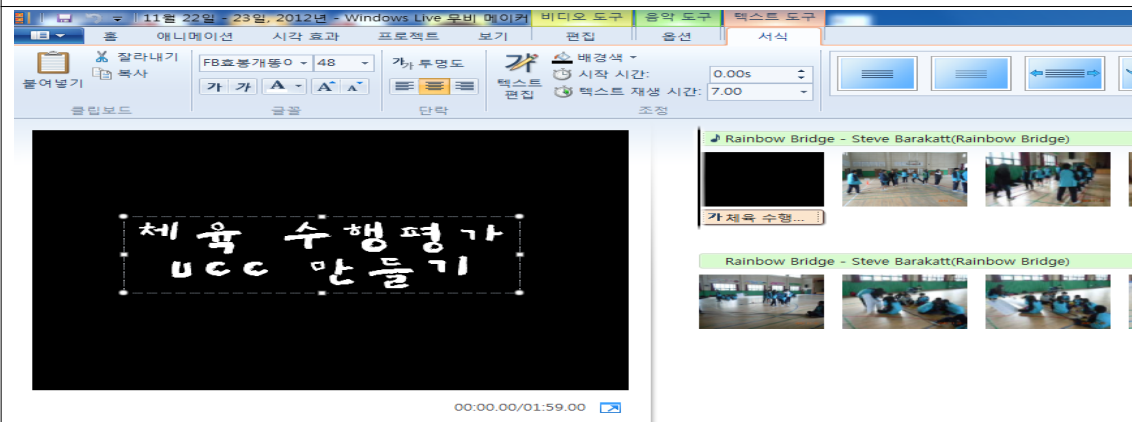 11월 22일 - 23일, 2012년 - Windows Live 무비 메이커 비디오 도구 음악 도구 텍스트 도구
홈 애니메이션 시각 효과 프로젝트 보기 편집 옵션 서식
붙여넣기
잘라내기
복사
클립보드
FB효봉개똥이 48
가 가 가 가 가
글꼴
가가 투명도
단락
텍스트 편집
배경색
시작 시간: 0.00s
텍스트 재생 시간: 7.00
조정
체육 수행평가
UCC 만들기
00:00.00/01:59.00
Rainbow Bridge - Steve Barakatt(Rainbow Bridge)
가 체육 수행...
Rainbow Bridge - Steve Barakatt(Rainbow Bridge)